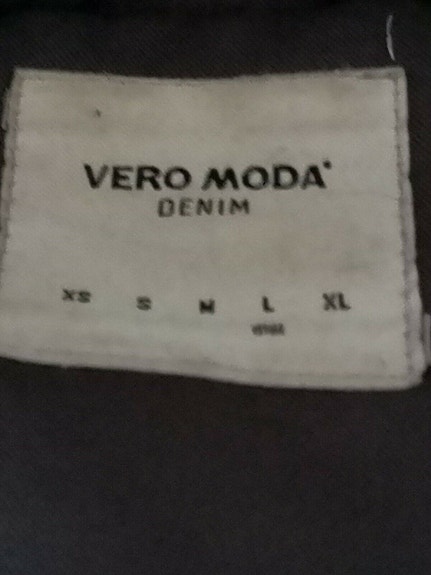 VERO MODA
DENIM
XS S M L XL